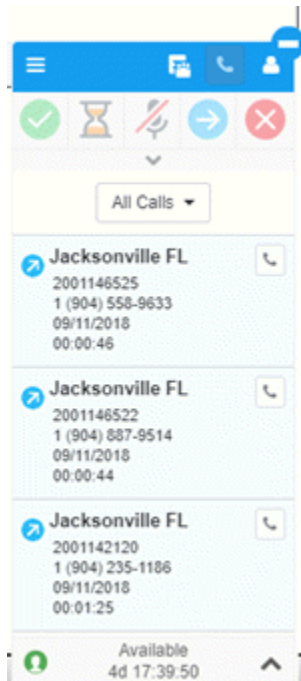 All Calls
Jacksonville FL
2001146525
1 (904) 558-9633
09/11/2018
00:00:46
Jacksonville FL
2001146522
1 (904) 887-9514
09/11/2018
00:00:44
Jacksonville FL
2001142120
1 (904) 235-1186
09/11/2018
00:01:25
Available
4d 17:39:50